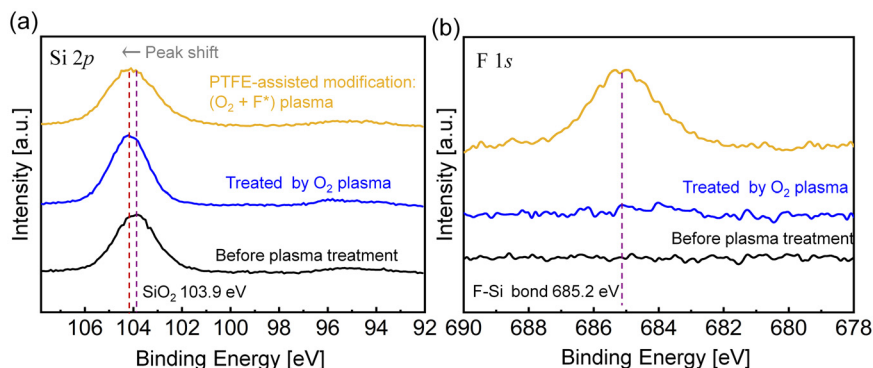 (a)
Si 2p
← Peak shift
PTFE-assisted modification:
(O₂ + F*) plasma
Treated by O₂ plasma
Before plasma treatment
SiO₂ 103.9 eV
Intensity [a.u.]
106 104 102 100 98 96 94 92
Binding Energy [eV]
(b)
F 1s
Treated by O₂ plasma
Before plasma treatment
F-Si bond 685.2 eV
Intensity [a.u.]
690 688 686 684 682 680 678
Binding Energy [eV]